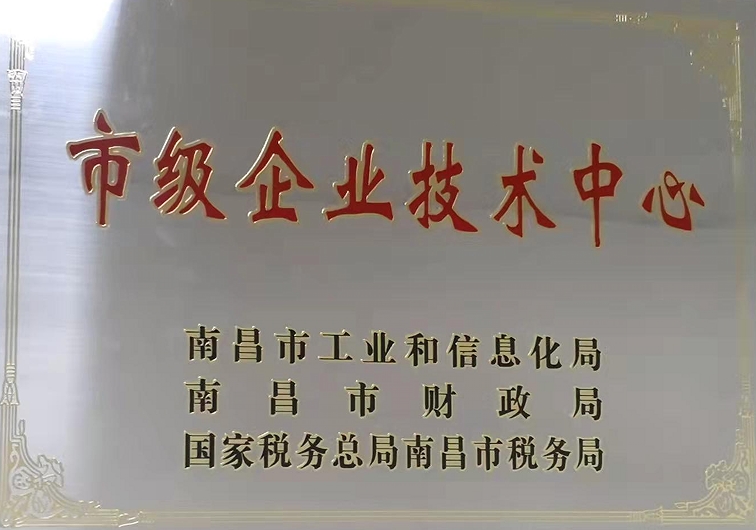 市级企业技术中心
南昌市工业和信息化局
南昌市财政局
国家税务总局南昌市税务局